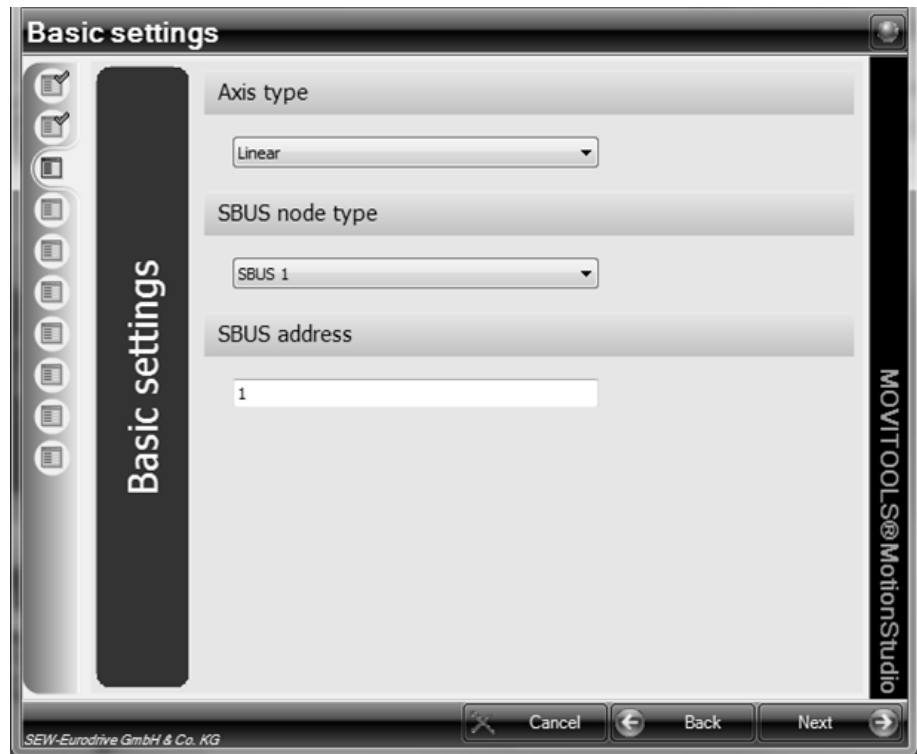 Basic settings
Basic settings
Axis type
Linear
SBUS node type
SBUS 1
SBUS address
1
MOVITOOLS®MotionStudio
SEW-Eurodrive GmbH & Co. KG
Cancel
Back
Next